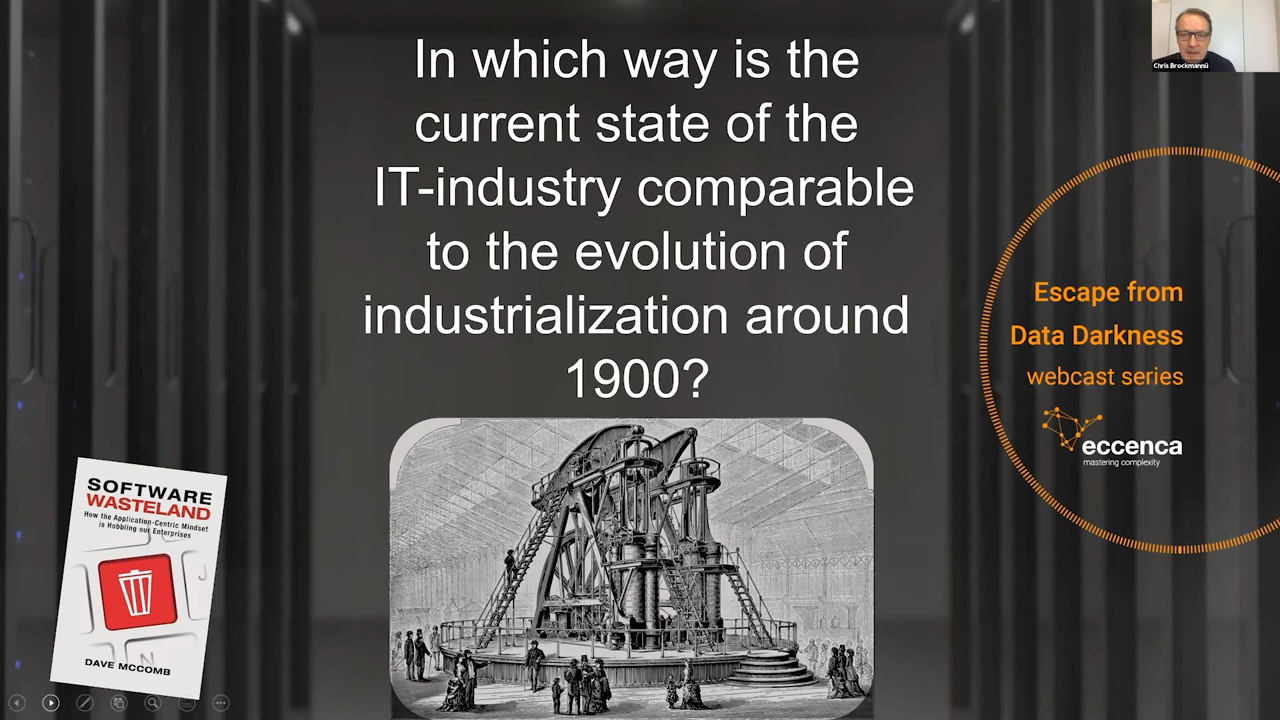 In which way is the
current state of the
IT-industry comparable
to the evolution of
industrialization around
1900?
Chris Brockmann
Escape from
Data Darkness
webcast series
eccenca
mastering complexity
SOFTWARE
WASTELAND
How the Application-Centric Mindset
is Hobbling our Enterprises
J
N
DAVE MCCOMB